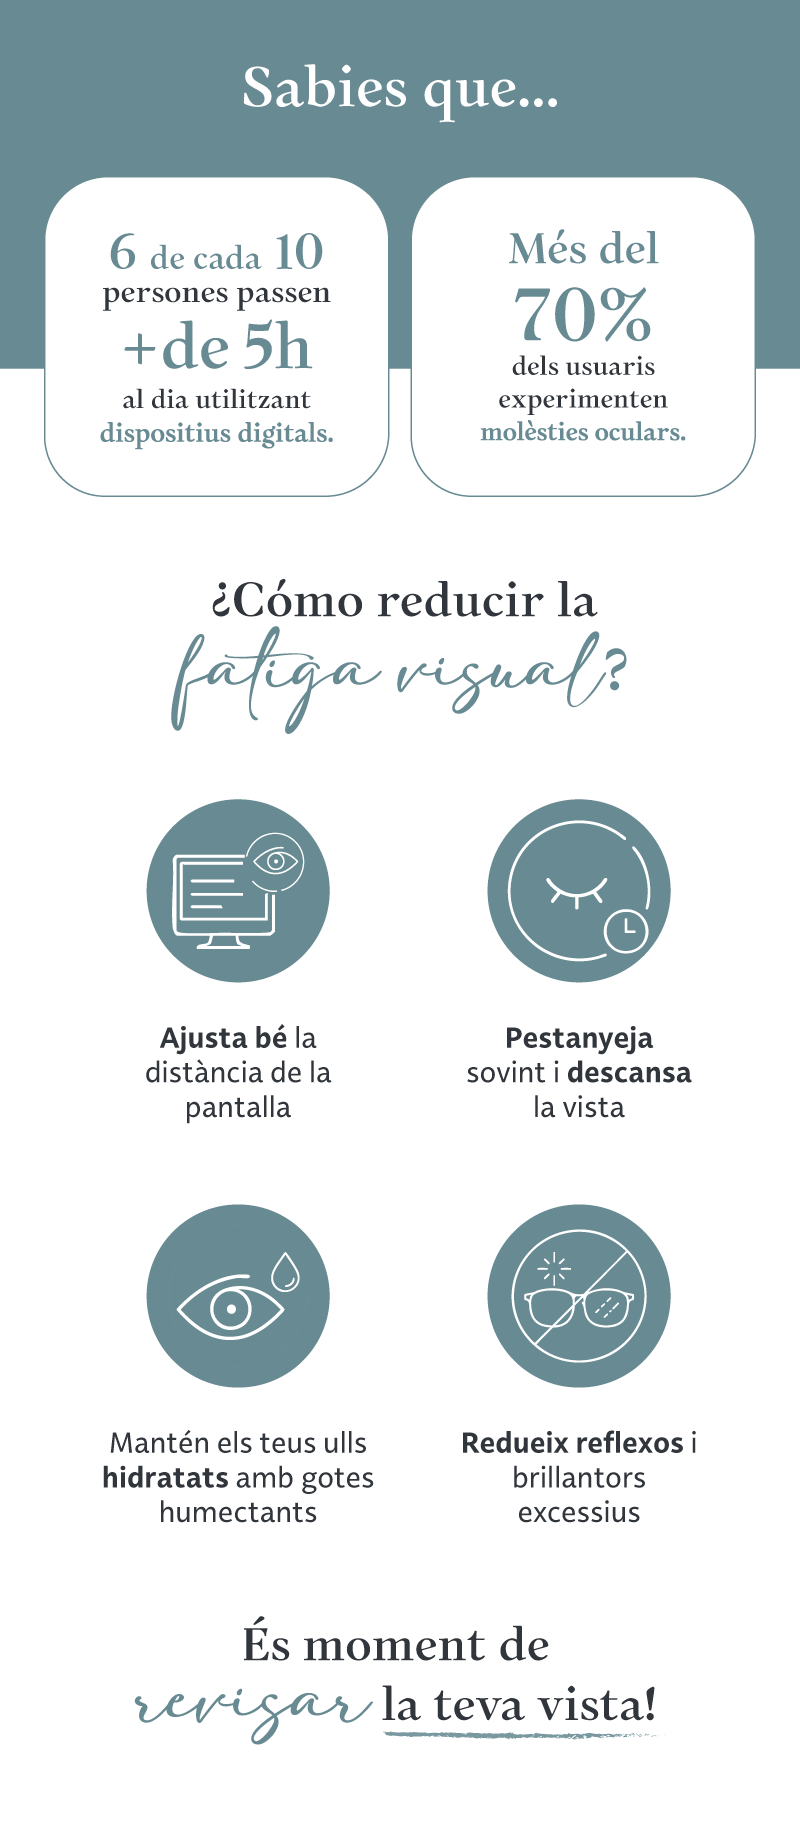 Sabies que...
6 de cada 10
persones passen
+de 5h
al dia utilitzant
dispositius digitals.
Més del
70%
dels usuaris
experimenten
molèsties oculars.
¿Cómo reducir la
fatiga visual?
Ajusta bé la
distància de la
pantalla
Pestanyeja
sovint i descansa
la vista
Mantén els teus ulls
hidratats amb gotes
humectants
Redueix reflexos i
brillantors
excessius
És moment de
revisar la teva vista!